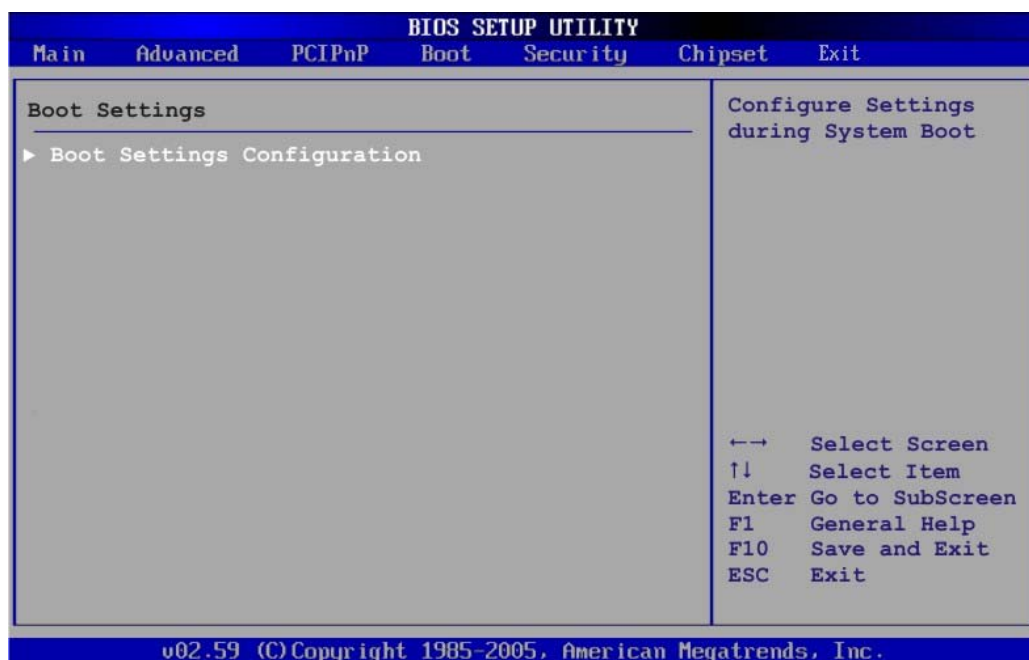 BIOS SETUP UTILITY
Main Advanced PCIPnP Boot Security Chipset Exit
Boot Settings
▶ Boot Settings Configuration
Configure Settings
during System Boot
←→ Select Screen
↑↓ Select Item
Enter Go to SubScreen
F1 General Help
F10 Save and Exit
ESC Exit
v02.59 (C)Copyright 1985-2005, American Megatrends, Inc.